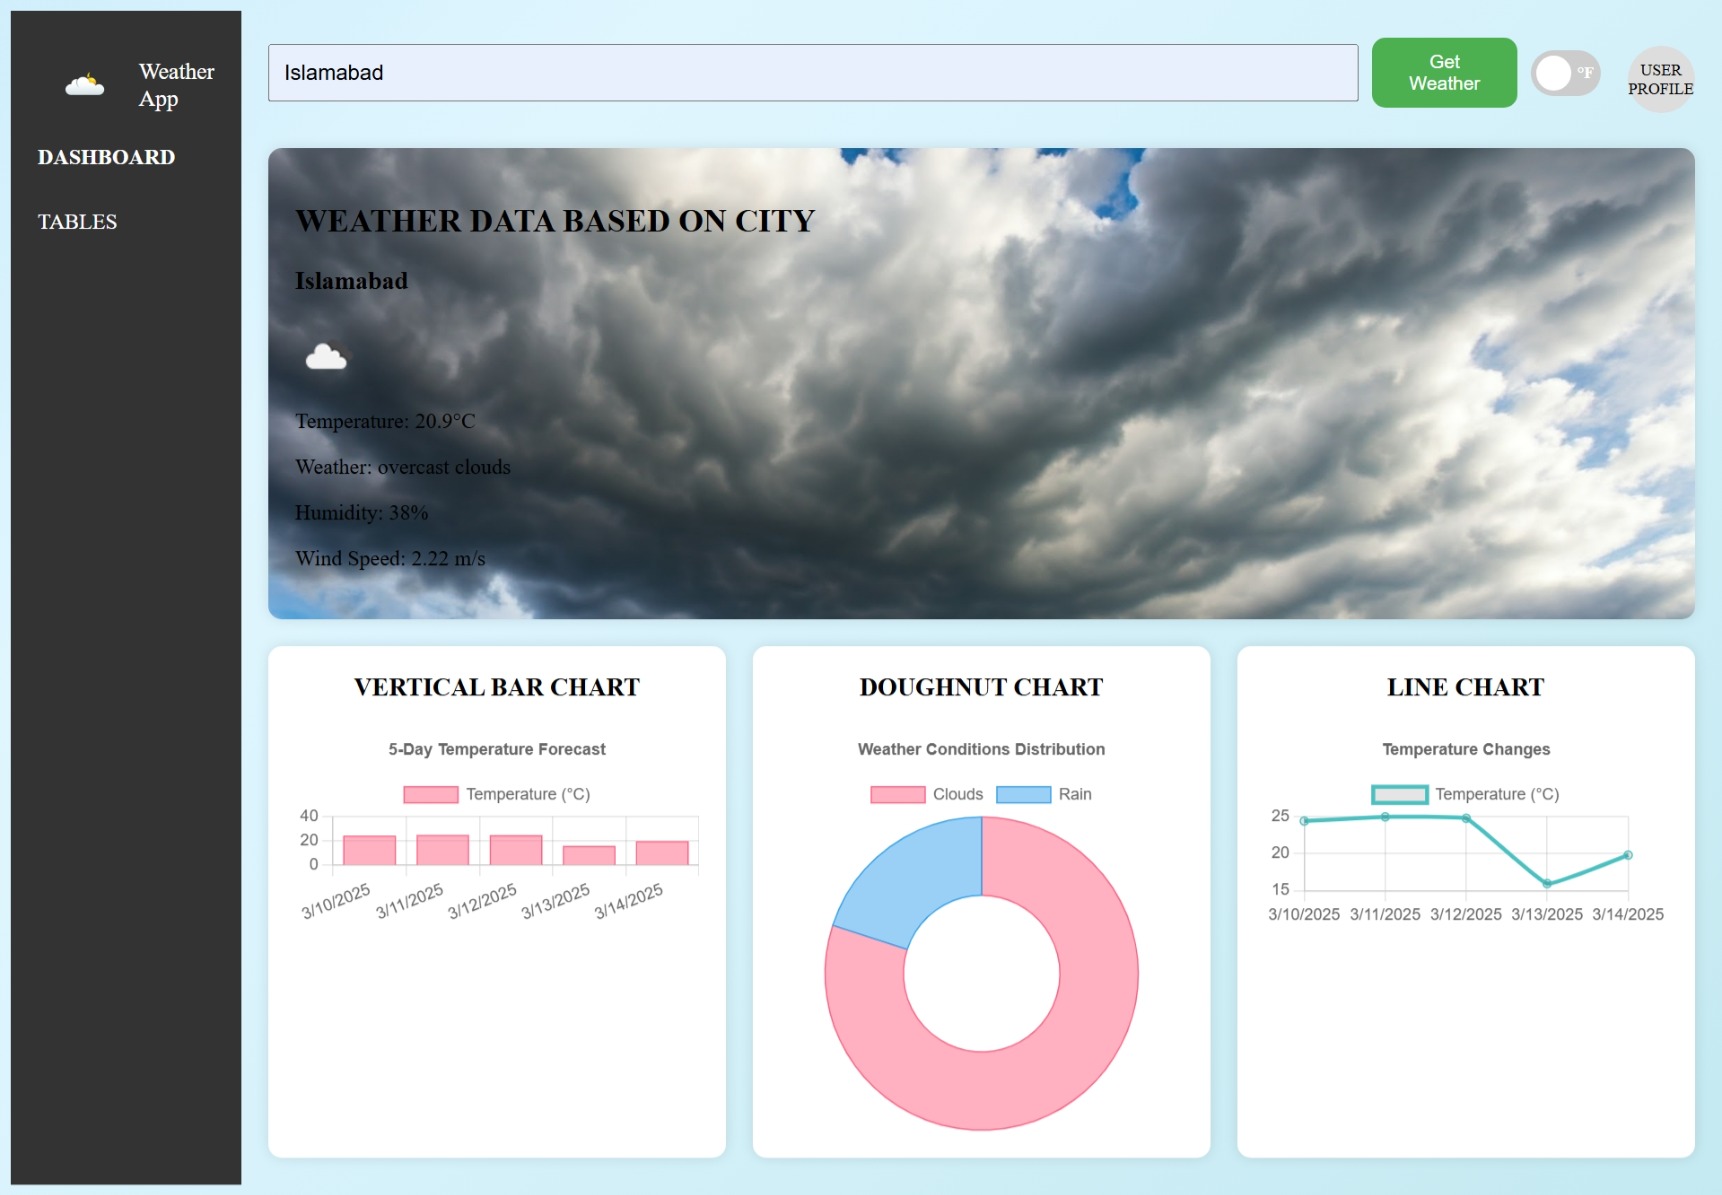 Weather
App
DASHBOARD
TABLES
Islamabad
Get
Weather
°F
USER
PROFILE
WEATHER DATA BASED ON CITY
Islamabad
Temperature: 20.9°C
Weather: overcast clouds
Humidity: 38%
Wind Speed: 2.22 m/s
VERTICAL BAR CHART
5-Day Temperature Forecast
Temperature (°C)
40
20
0
3/10/2025 3/11/2025 3/12/2025 3/13/2025 3/14/2025
DOUGHNUT CHART
Weather Conditions Distribution
Clouds Rain
LINE CHART
Temperature Changes
Temperature (°C)
25
20
15
3/10/2025 3/11/2025 3/12/2025 3/13/2025 3/14/2025